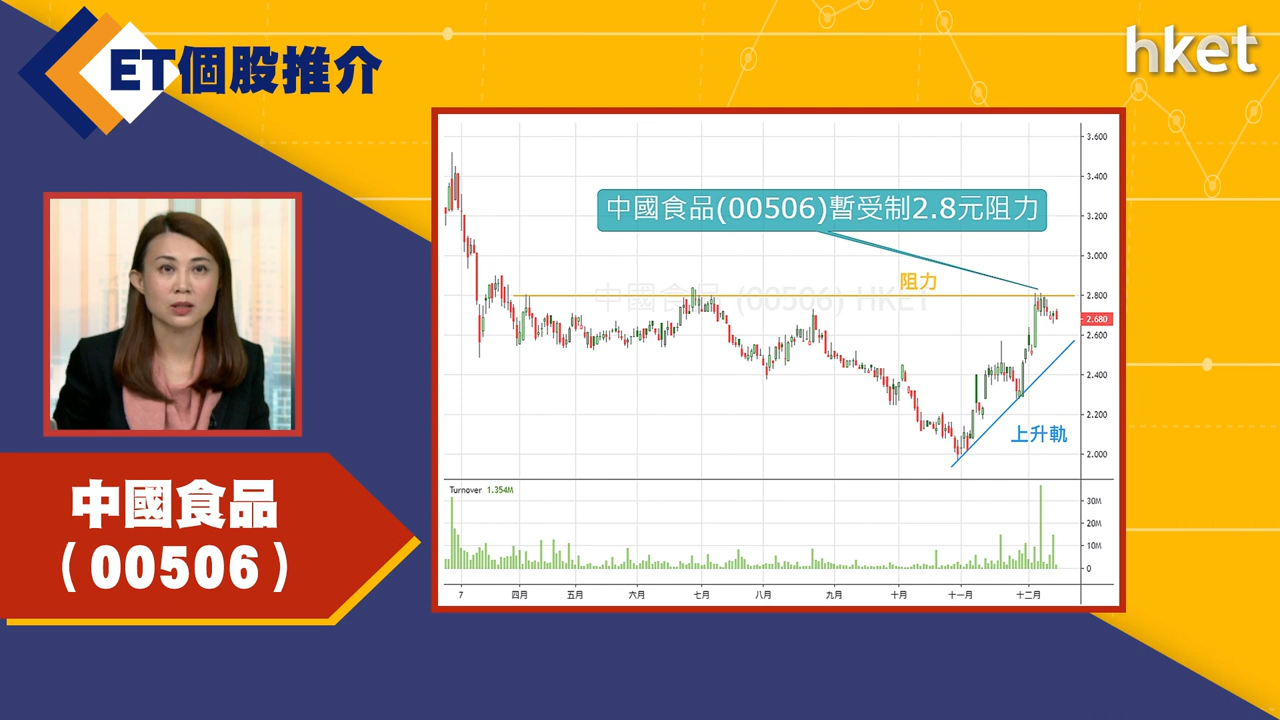 ET個股推介
hket
中國食品
（00506）
中國食品(00506)暫受制2.8元阻力
阻力
中國食品 (00506) HKET
上升軌
3.600
3.400
3.200
3.000
2.800
2.680
2.600
2.400
2.200
2.000
Turnover 1.354M
30M
20M
10M
0
7 四月 五月 六月 七月 八月 九月 十月 十一月 十二月